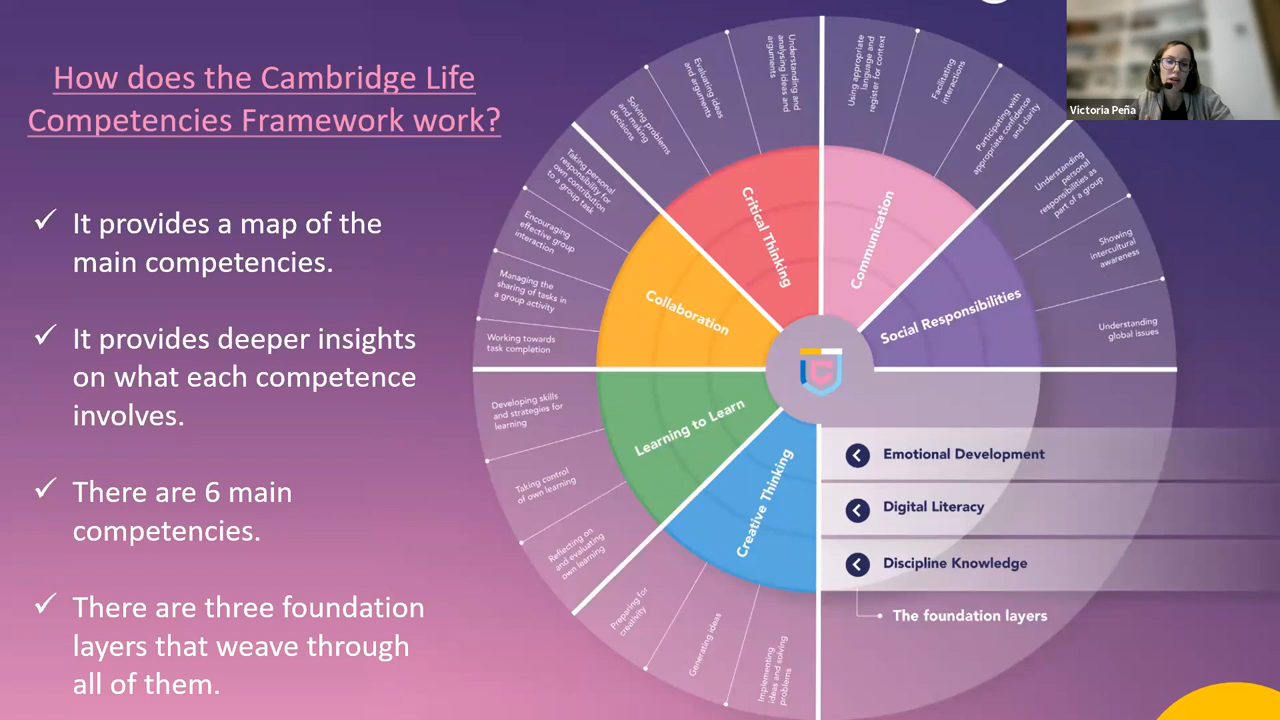 How does the Cambridge Life
Competencies Framework work?
✓ It provides a map of the
main competencies.
✓ It provides deeper insights
on what each competence
involves.
✓ There are 6 main
competencies.
✓ There are three foundation
layers that weave through
all of them.
Working towards
task completion
Managing the
sharing of tasks in
a group activity
Encouraging
effective group
interaction
Taking personal
responsibility for
own contribution
to a group task
Solving problems
and making
decisions
Evaluating ideas
and arguments
Understanding and
analysing ideas and
arguments
Using appropriate
language and
register for context
Facilitating
interactions
Participating with
appropriate confidence
and clarity
Understanding
personal
responsibilities as
part of a group
Showing
intercultural
awareness
Understanding
global issues
Collaboration
Critical Thinking
Communication
Social Responsibilities
Learning to Learn
Creative Thinking
C
Developing skills
and strategies for
learning
Taking control
of own learning
Reflecting on
and evaluating
own learning
Preparing for
creativity
Generating ideas
Implementing
ideas and solving
problems
Emotional Development
Digital Literacy
Discipline Knowledge
The foundation layers
Victoria Peña